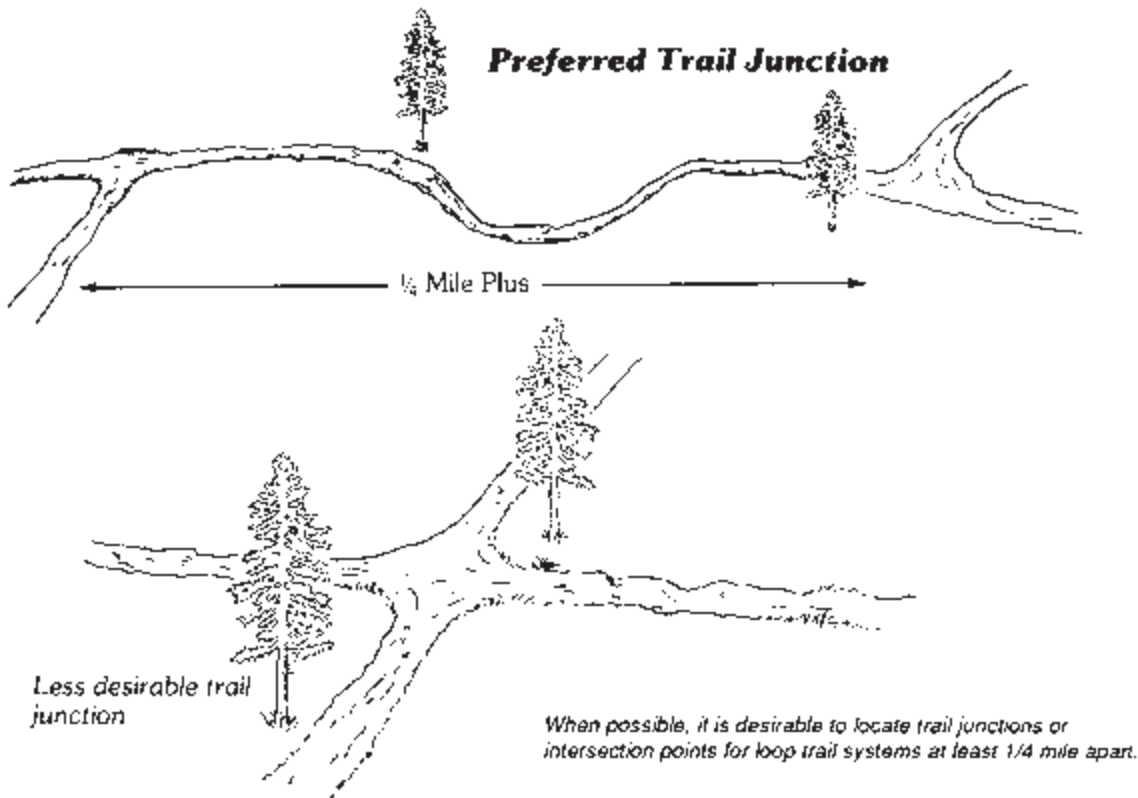 Preferred Trail Junction
¼ Mile Plus
Less desirable trail
junction
When possible, it is desirable to locate trail junctions or
intersection points for loop trail systems at least 1/4 mile apart.